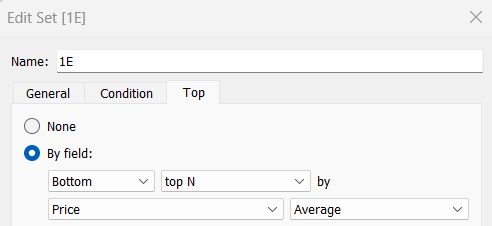 Edit Set [1E]
Name: 1E
General Condition Top
None
By field:
Bottom top N by
Price Average